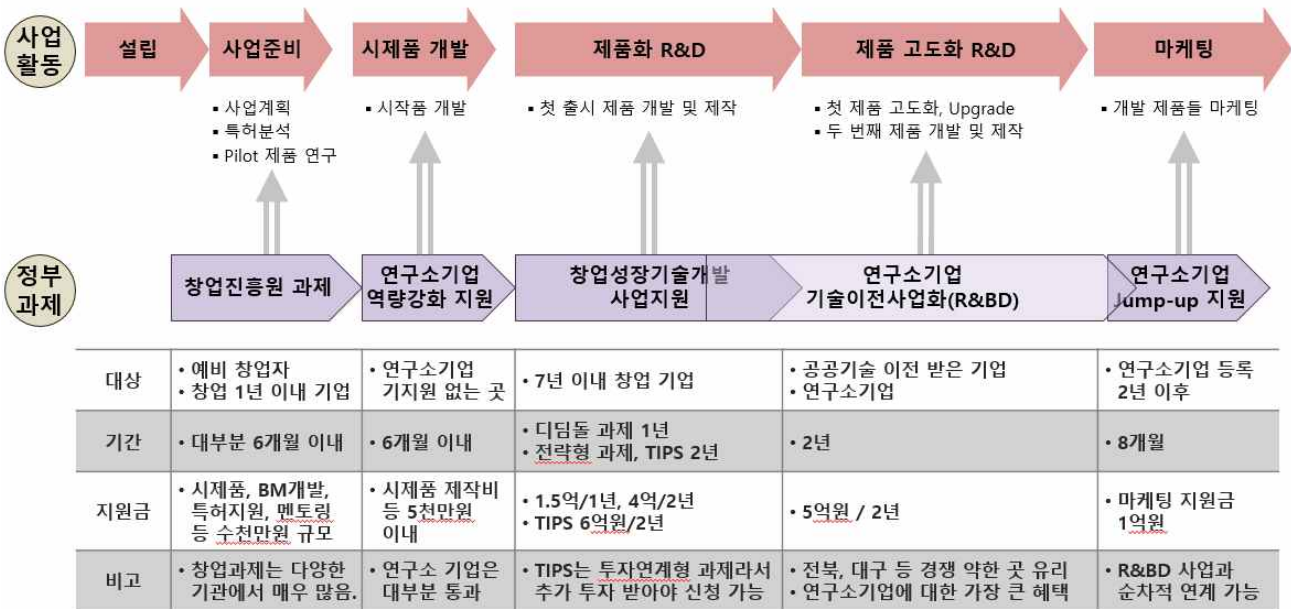 사업
활동
설립
사업준비
시제품 개발
제품화 R&D
제품 고도화 R&D
마케팅
▪ 사업계획
▪ 특허분석
▪ Pilot 제품 연구
▪ 시작품 개발
▪ 첫 출시 제품 개발 및 제작
▪ 첫 제품 고도화, Upgrade
▪ 두 번째 제품 개발 및 제작
▪ 개발 제품들 마케팅
정부
과제
창업진흥원 과제
연구소기업
역량강화 지원
창업성장기술개발
사업지원
연구소기업
기술이전사업화(R&BD)
연구소기업
Jump-up 지원
대상
• 예비 창업자
• 창업 1년 이내 기업
• 연구소기업
기지원 없는 곳
• 7년 이내 창업 기업
• 공공기술 이전 받은 기업
• 연구소기업
• 연구소기업 등록
2년 이후
기간
• 대부분 6개월 이내
• 6개월 이내
• 디딤돌 과제 1년
• 전략형 과제, TIPS 2년
• 2년
• 8개월
지원금
• 시제품, BM개발,
특허지원, 멘토링
등 수천만원 규모
• 시제품 제작비
등 5천만원
이내
• 1.5억/1년, 4억/2년
• TIPS 6억원/2년
• 5억원 / 2년
• 마케팅 지원금
1억원
비고
• 창업과제는 다양한
기관에서 매우 많음.
• 연구소 기업은
대부분 통과
• TIPS는 투자연계형 과제라서
추가 투자 받아야 신청 가능
• 전북, 대구 등 경쟁 약한 곳 유리
• 연구소기업에 대한 가장 큰 혜택
• R&BD 사업과
순차적 연계 가능